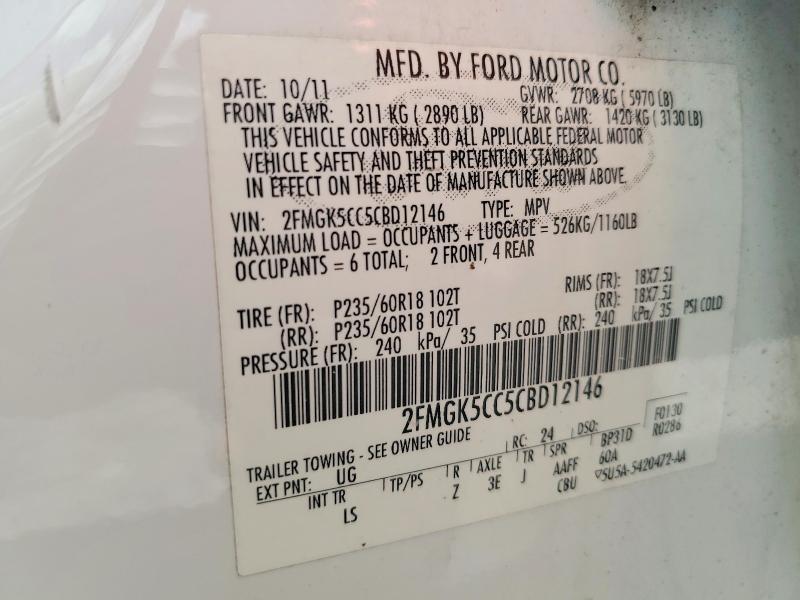 MFD. BY FORD MOTOR CO.
DATE: 10/11 GVWR: 2708 KG ( 5970 LB)
FRONT GAWR: 1311 KG ( 2890 LB) REAR GAWR: 1420 KG ( 3130 LB)
THIS VEHICLE CONFORMS TO ALL APPLICABLE FEDERAL MOTOR
VEHICLE SAFETY AND THEFT PREVENTION STANDARDS
IN EFFECT ON THE DATE OF MANUFACTURE SHOWN ABOVE.
VIN: 2FMGK5CC5CBD12146 TYPE: MPV
MAXIMUM LOAD = OCCUPANTS + LUGGAGE = 526KG/1160LB
OCCUPANTS = 6 TOTAL; 2 FRONT, 4 REAR
TIRE (FR): P235/60R18 102T RIMS (FR): 18X7.5J
(RR): P235/60R18 102T (RR): 18X7.5J
PRESSURE (FR): 240 kPa/ 35 PSI COLD (RR): 240 kPa/ 35 PSI COLD
2FMGK5CC5CBD12146
F0130
R0286
TRAILER TOWING - SEE OWNER GUIDE RC: 24 DSO:
EXT PNT: UG BP31D
INT TR TP/PS R AXLE TR SPR 60A
LS Z 3E J AAFF
CBU 5U5A-5420472-AA